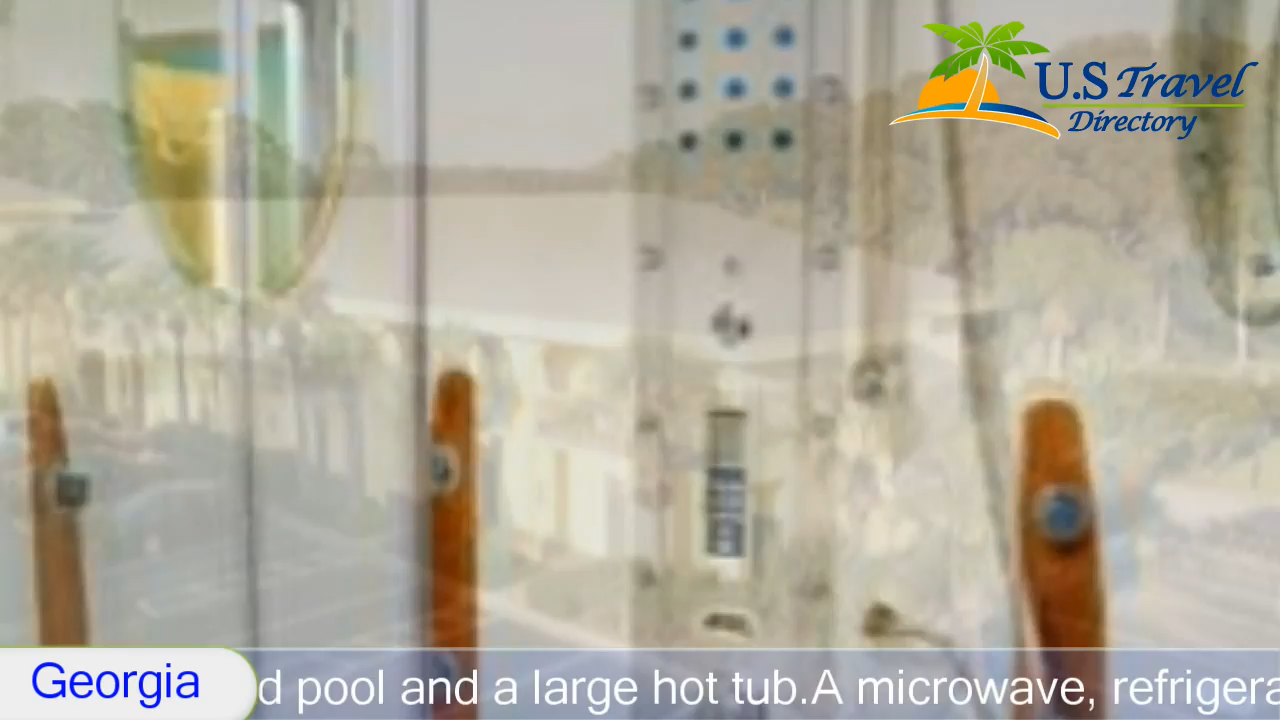 U.S Travel
Directory
Georgia
d pool and a large hot tub.A microwave, refrigera